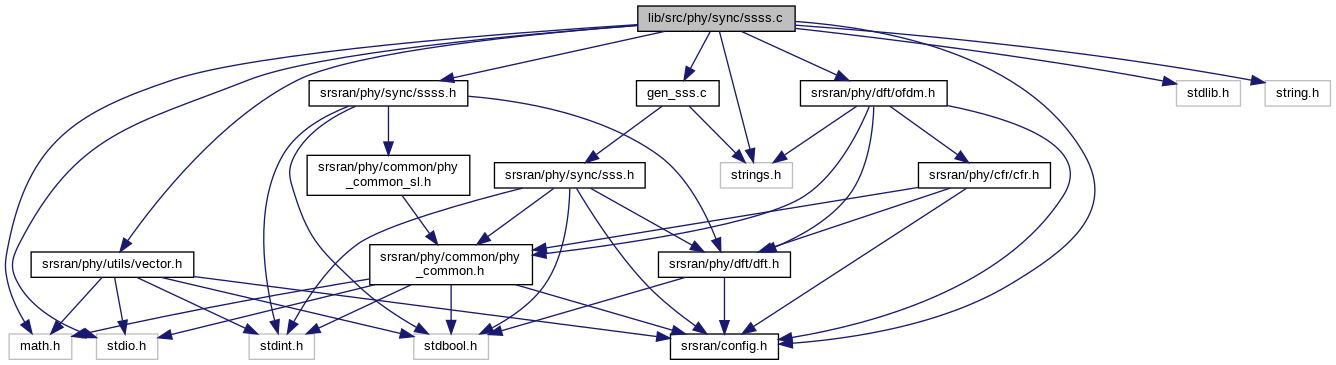 lib/src/phy/sync/ssss.c
srsran/phy/sync/ssss.h
gen_sss.c
srsran/phy/dft/ofdm.h
stdlib.h
string.h
srsran/phy/common/phy
_common_sl.h
srsran/phy/sync/sss.h
strings.h
srsran/phy/cfr/cfr.h
srsran/phy/utils/vector.h
srsran/phy/common/phy
_common.h
srsran/phy/dft/dft.h
math.h
stdio.h
stdint.h
stdbool.h
srsran/config.h